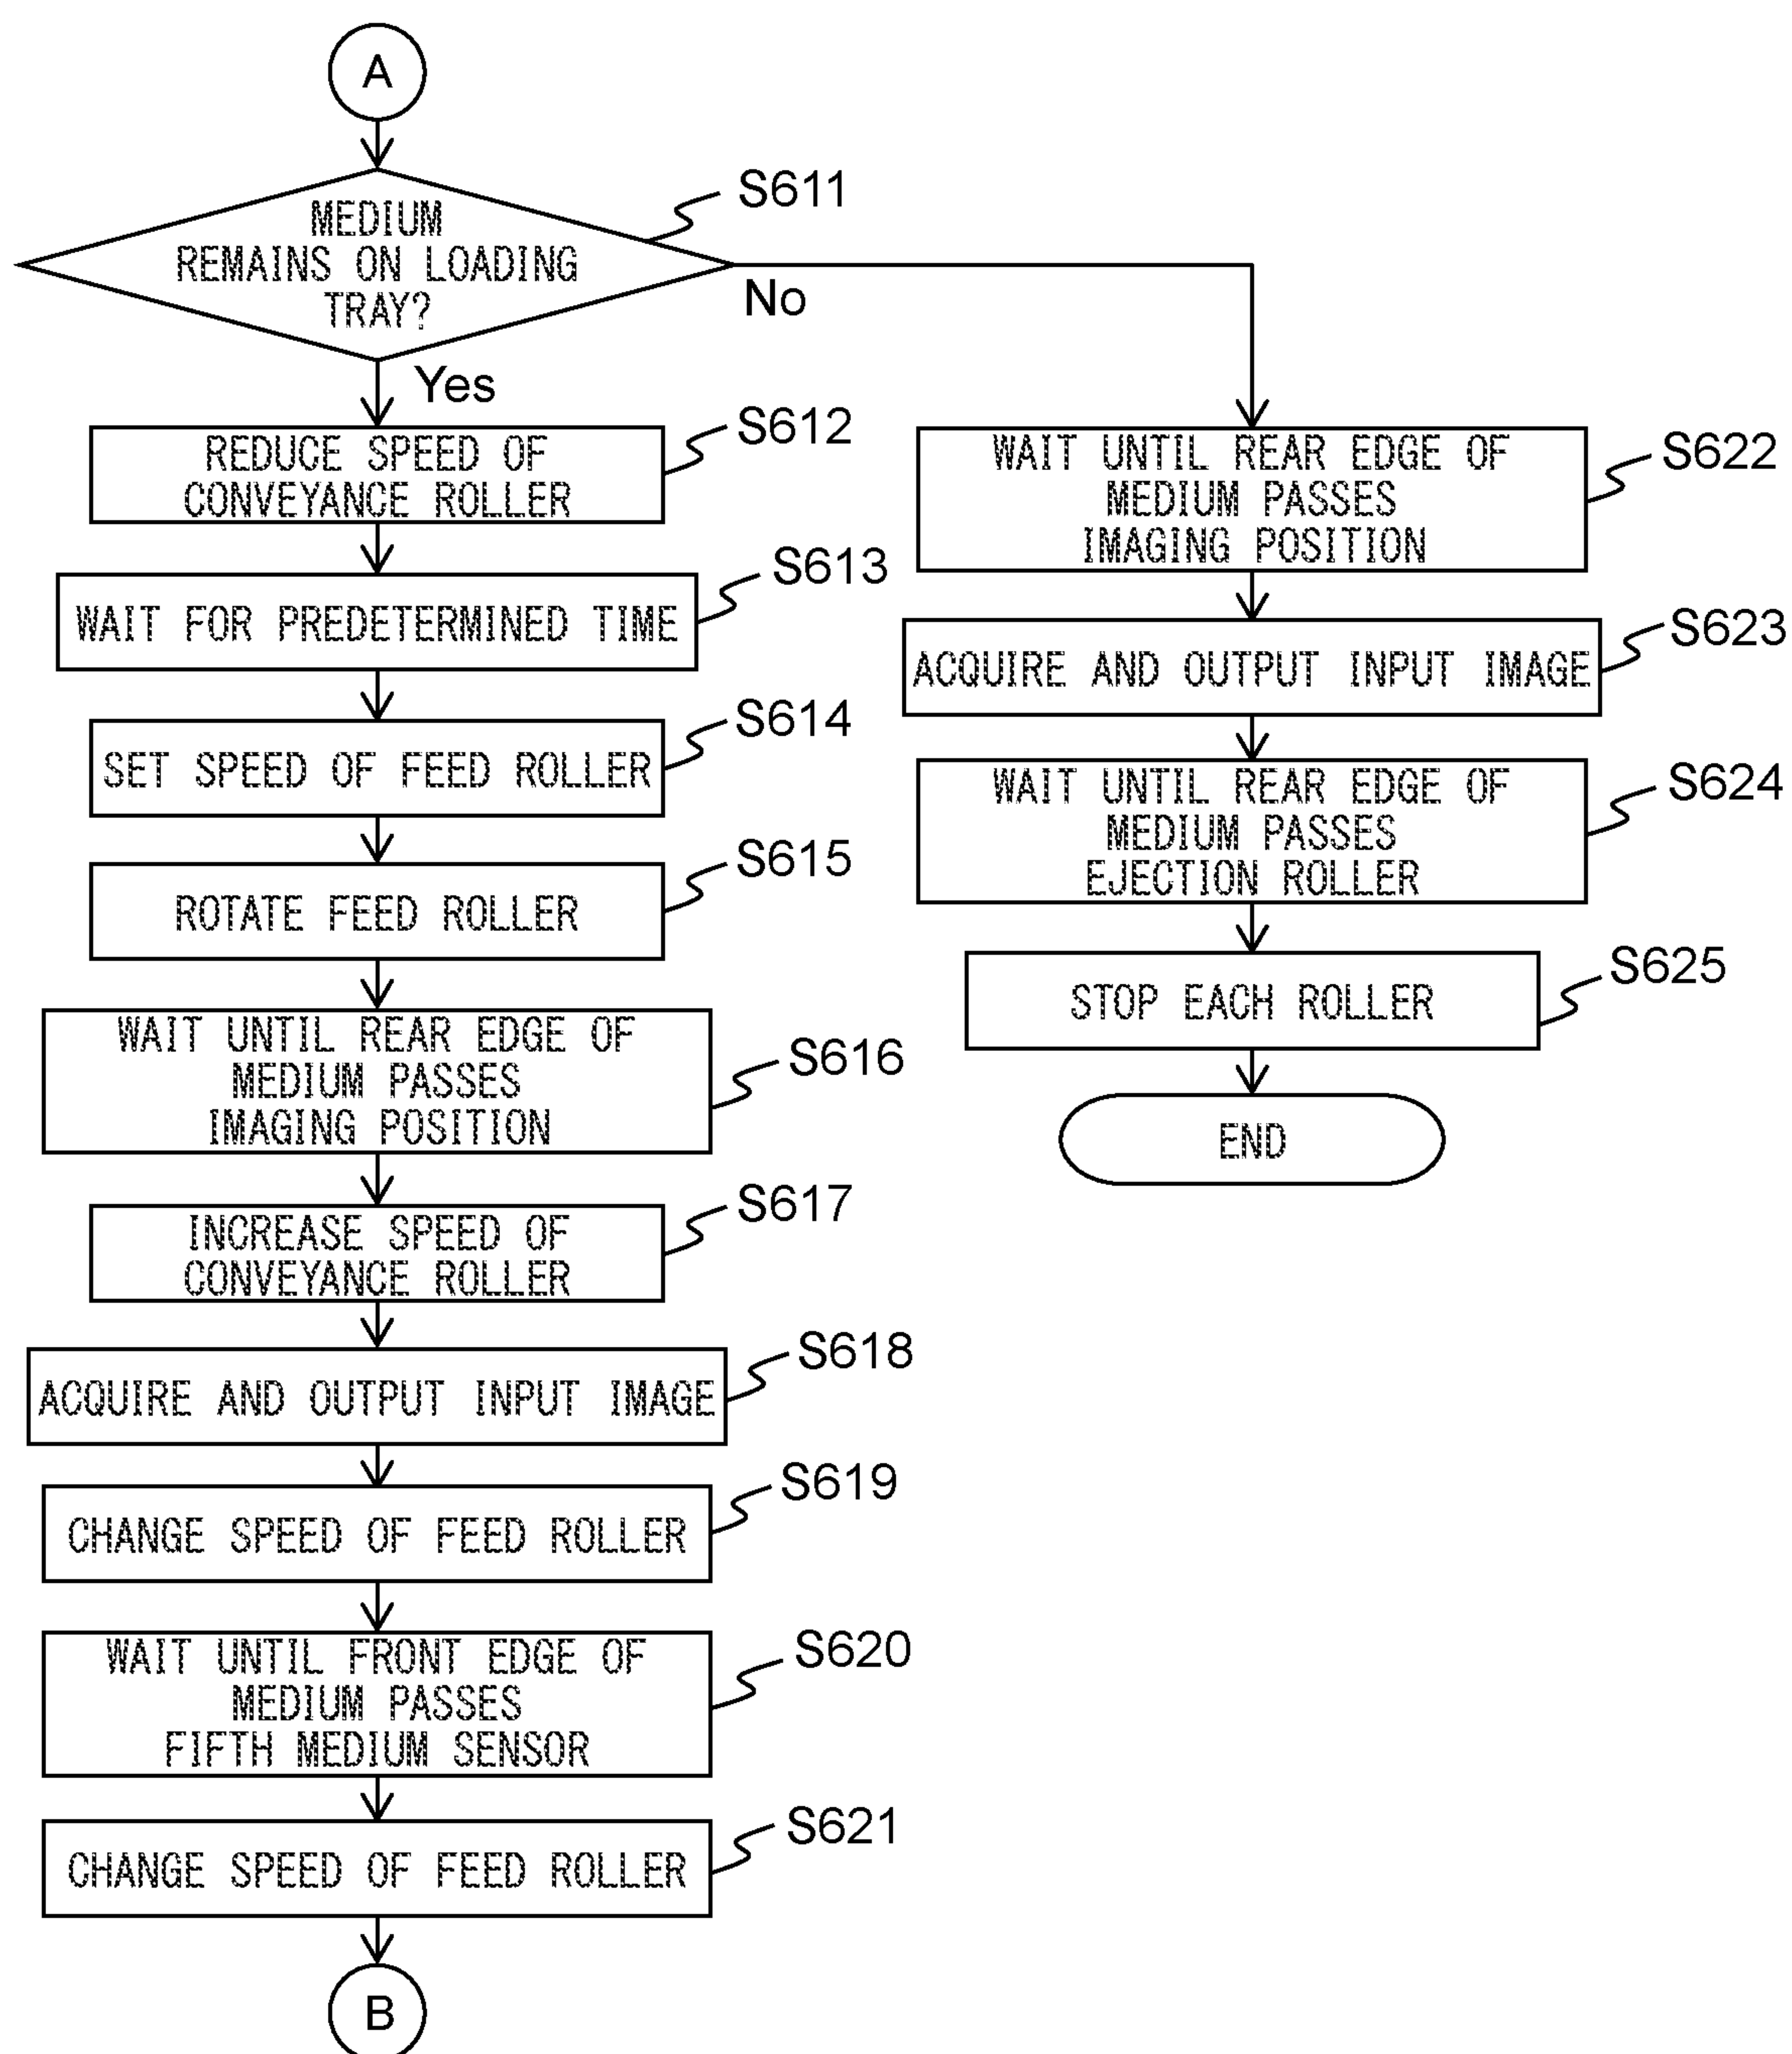 A
MEDIUM
REMAINS ON LOADING
TRAY?
S611
No
Yes
REDUCE SPEED OF
CONVEYANCE ROLLER
S612
WAIT FOR PREDETERMINED TIME
S613
SET SPEED OF FEED ROLLER
S614
ROTATE FEED ROLLER
S615
WAIT UNTIL REAR EDGE OF
MEDIUM PASSES
IMAGING POSITION
S616
INCREASE SPEED OF
CONVEYANCE ROLLER
S617
ACQUIRE AND OUTPUT INPUT IMAGE
S618
CHANGE SPEED OF FEED ROLLER
S619
WAIT UNTIL FRONT EDGE OF
MEDIUM PASSES
FIFTH MEDIUM SENSOR
S620
CHANGE SPEED OF FEED ROLLER
S621
B
WAIT UNTIL REAR EDGE OF
MEDIUM PASSES
IMAGING POSITION
S622
ACQUIRE AND OUTPUT INPUT IMAGE
S623
WAIT UNTIL REAR EDGE OF
MEDIUM PASSES
EJECTION ROLLER
S624
STOP EACH ROLLER
S625
END